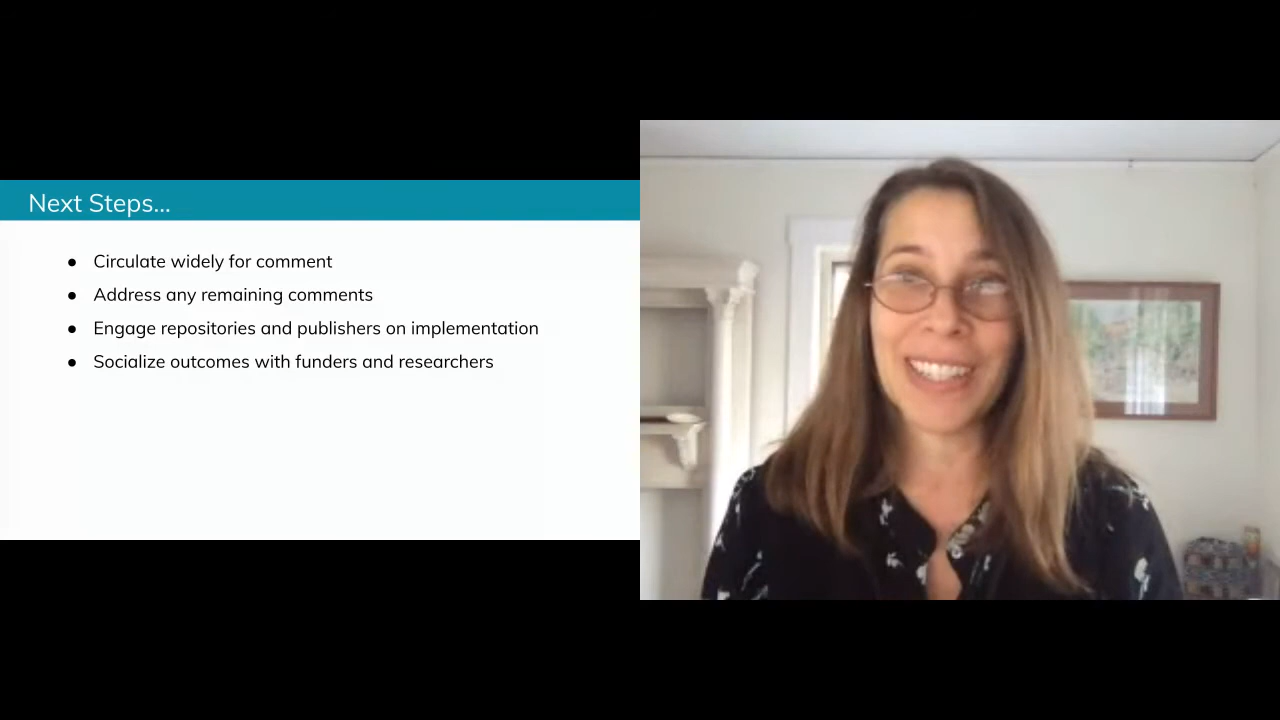 Next Steps...
● Circulate widely for comment
● Address any remaining comments
● Engage repositories and publishers on implementation
● Socialize outcomes with funders and researchers